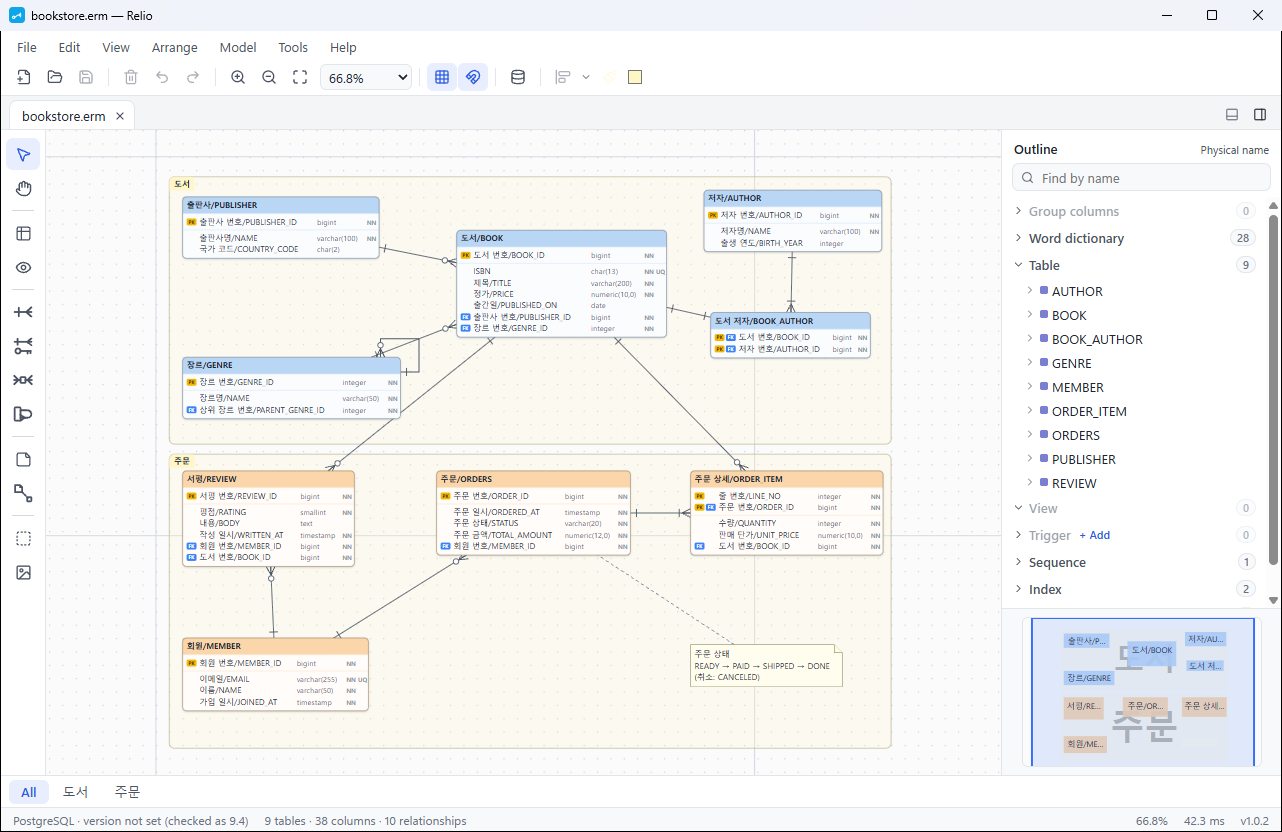 bookstore.erm — Relio
File Edit View Arrange Model Tools Help
66.8%
bookstore.erm
도서
출판사/PUBLISHER
PK 출판사 번호/PUBLISHER_ID bigint NN
출판사명/NAME varchar(100) NN
국가 코드/COUNTRY_CODE char(2)
도서/BOOK
PK 도서 번호/BOOK_ID bigint NN
ISBN char(13) NN UQ
제목/TITLE varchar(200) NN
정가/PRICE numeric(10,0) NN
출간일/PUBLISHED_ON date
FK 출판사 번호/PUBLISHER_ID bigint NN
FK 장르 번호/GENRE_ID integer NN
저자/AUTHOR
PK 저자 번호/AUTHOR_ID bigint NN
저자명/NAME varchar(100) NN
출생 연도/BIRTH_YEAR integer
도서 저자/BOOK_AUTHOR
PK FK 도서 번호/BOOK_ID bigint NN
PK FK 저자 번호/AUTHOR_ID bigint NN
장르/GENRE
PK 장르 번호/GENRE_ID integer NN
장르명/NAME varchar(50) NN
FK 상위 장르 번호/PARENT_GENRE_ID integer NN
주문
서평/REVIEW
PK 서평 번호/REVIEW_ID bigint NN
평점/RATING smallint NN
내용/BODY text
작성 일시/WRITTEN_AT timestamp NN
FK 회원 번호/MEMBER_ID bigint NN
FK 도서 번호/BOOK_ID bigint NN
주문/ORDERS
PK 주문 번호/ORDER_ID bigint NN
주문 일시/ORDERED_AT timestamp NN
주문 상태/STATUS varchar(20) NN
주문 금액/TOTAL_AMOUNT numeric(12,0) NN
FK 회원 번호/MEMBER_ID bigint NN
주문 상세/ORDER_ITEM
PK 줄 번호/LINE_NO integer NN
PK FK 주문 번호/ORDER_ID bigint NN
수량/QUANTITY integer NN
판매 단가/UNIT_PRICE numeric(10,0) NN
FK 도서 번호/BOOK_ID bigint NN
회원/MEMBER
PK 회원 번호/MEMBER_ID bigint NN
이메일/EMAIL varchar(255) NN UQ
이름/NAME varchar(50) NN
가입 일시/JOINED_AT timestamp NN
주문 상태
READY → PAID → SHIPPED → DONE
(취소: CANCELED)
Outline Physical name
Find by name
Group columns 0
Word dictionary 28
Table 9
AUTHOR
BOOK
BOOK_AUTHOR
GENRE
MEMBER
ORDER_ITEM
ORDERS
PUBLISHER
REVIEW
View 0
Trigger + Add 0
Sequence 1
Index 2
도서
출판사/P...
도서/BOOK
저자/AU...
도서 저...
장르/GENRE
주문
서평/RE...
주문/OR...
주문 상세...
회원/ME...
All 도서 주문
PostgreSQL · version not set (checked as 9.4) 9 tables · 38 columns · 10 relationships 66.8% 42.3 ms v1.0.2